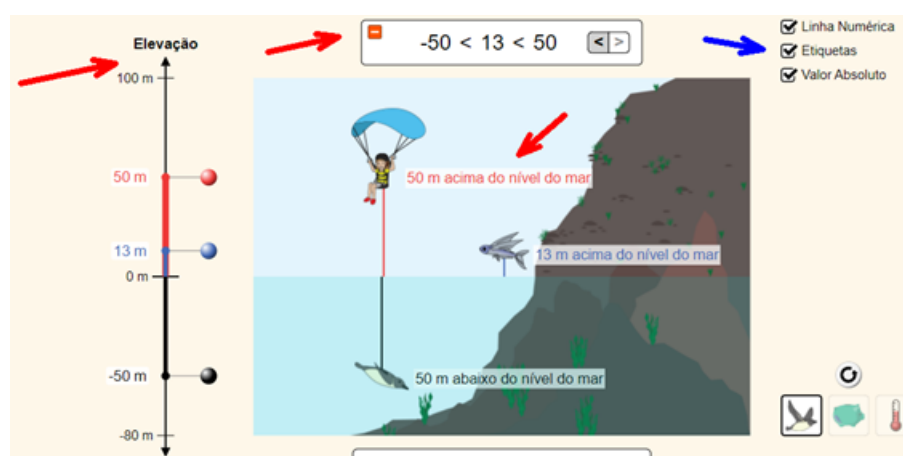 -50 < 13 < 50 < >
Linha Numérica
Etiquetas
Valor Absoluto
Elevação
100 m
50 m
13 m
0 m
-50 m
-80 m
50 m acima do nível do mar
13 m acima do nível do mar
50 m abaixo do nível do mar